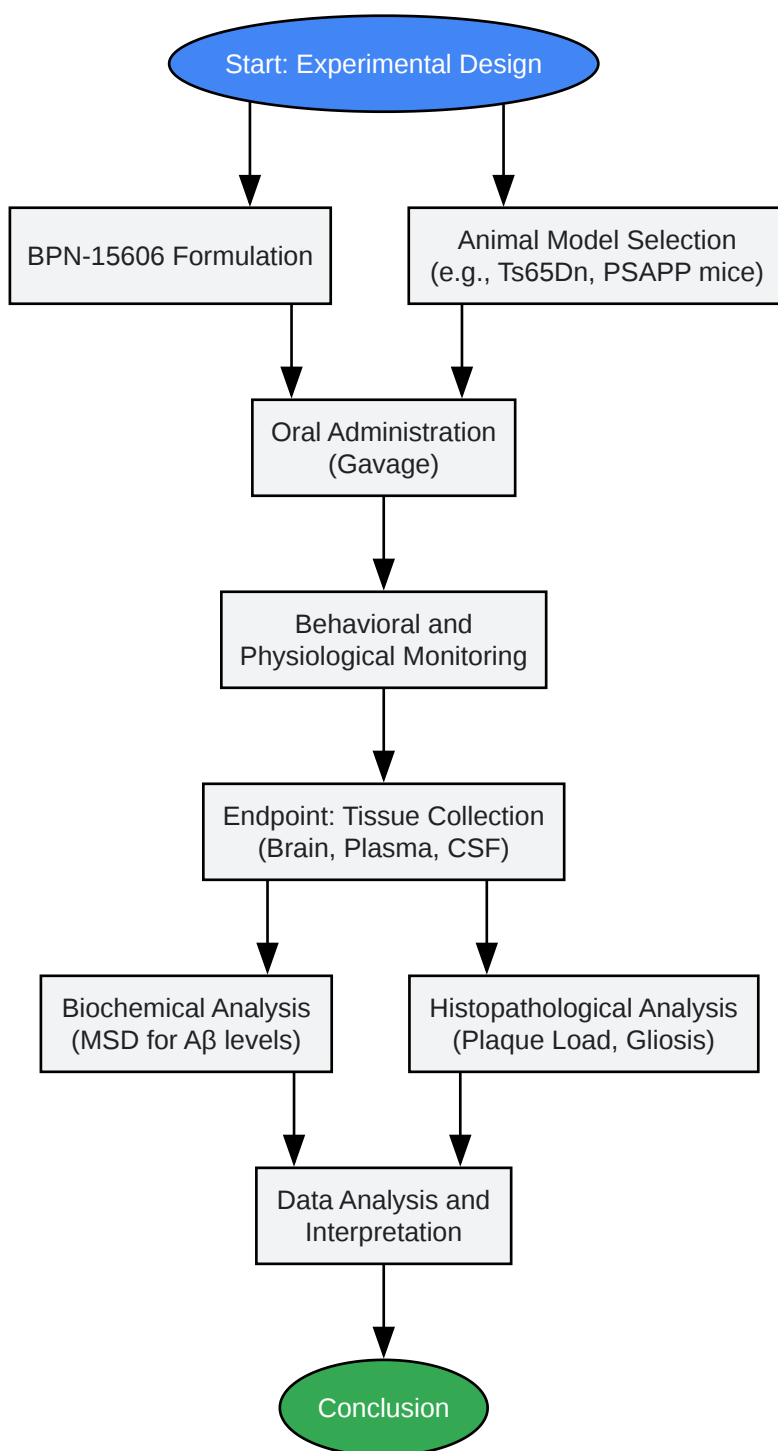 Start: Experimental Design
BPN-15606 Formulation
Animal Model Selection
(e.g., Ts65Dn, PSAPP mice)
Oral Administration
(Gavage)
Behavioral and
Physiological Monitoring
Endpoint: Tissue Collection
(Brain, Plasma, CSF)
Biochemical Analysis
(MSD for Aβ levels)
Histopathological Analysis
(Plaque Load, Gliosis)
Data Analysis and
Interpretation
Conclusion